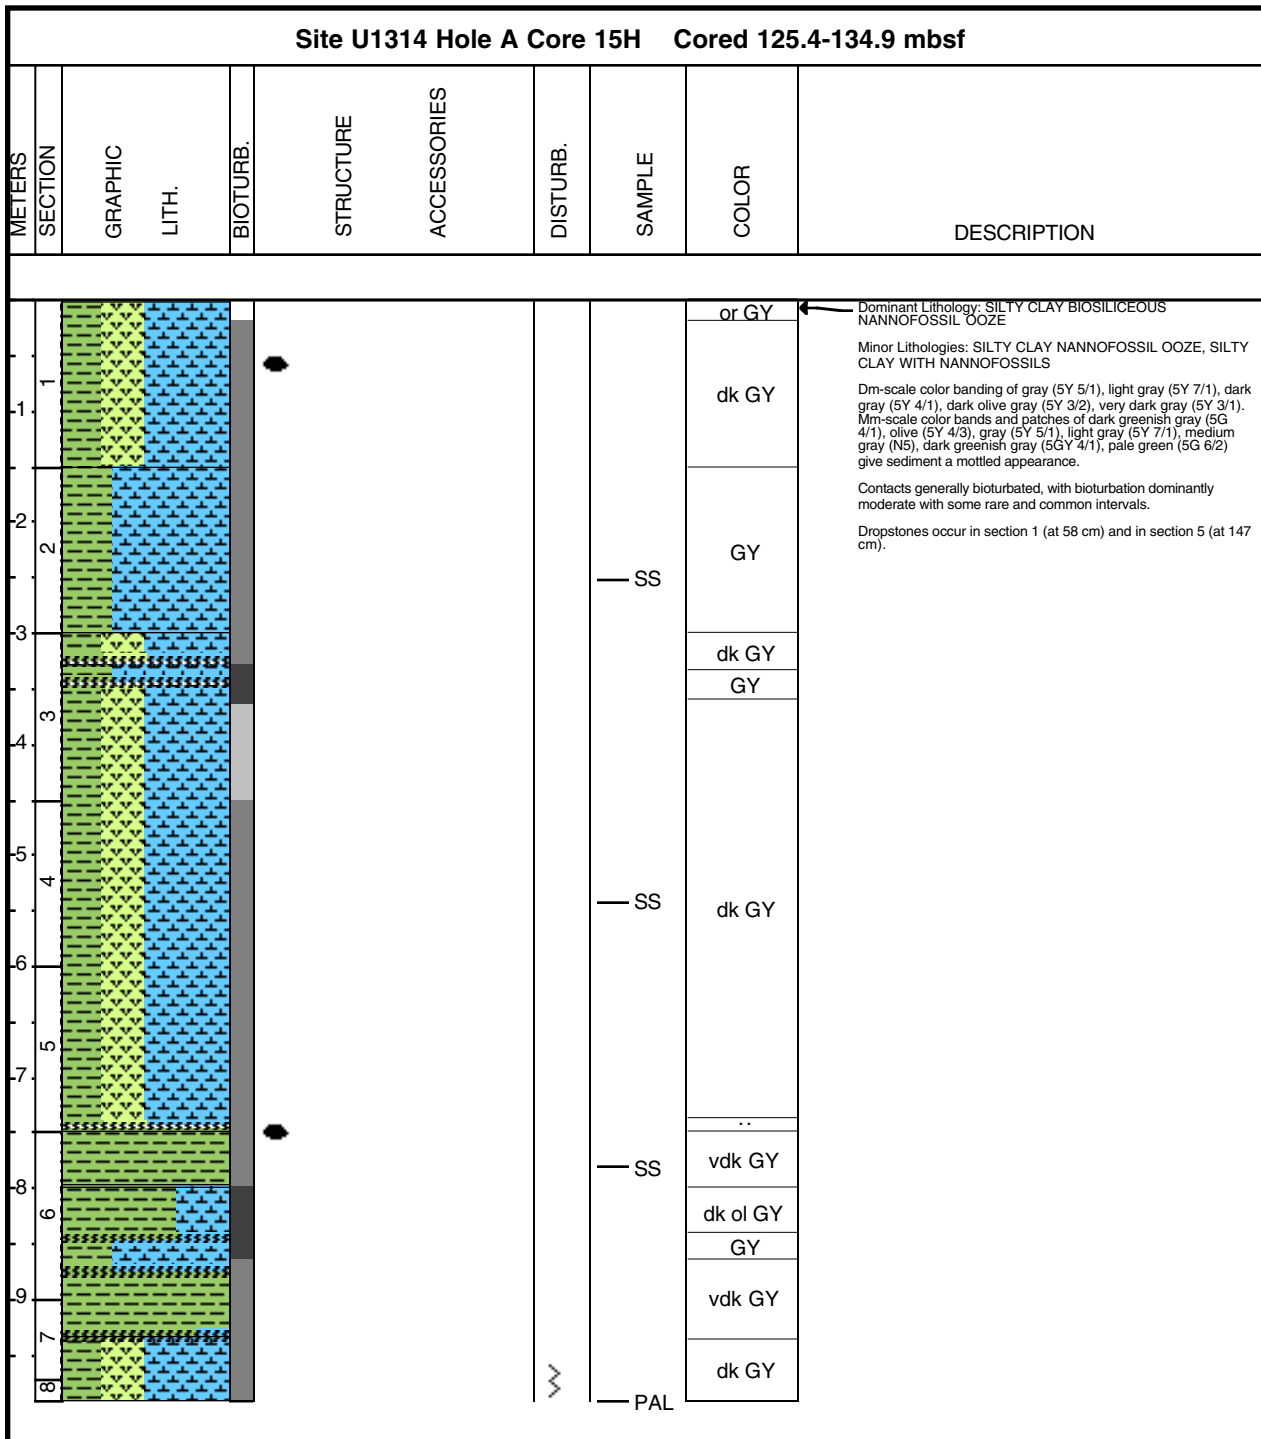 Site U1314 Hole A Core 15H Cored 125.4-134.9 mbsf
METERS
SECTION
GRAPHIC
LITH.
BIOTURB.
STRUCTURE
ACCESSORIES
DISTURB.
SAMPLE
COLOR
DESCRIPTION
or GY
Dominant Lithology: SILTY CLAY BIOSILICEOUS
NANNOFOSSIL OOZE
Minor Lithologies: SILTY CLAY NANNOFOSSIL OOZE, SILTY
CLAY WITH NANNOFOSSILS
Dm-scale color banding of gray (5Y 5/1), light gray (5Y 7/1), dark
gray (5Y 4/1), dark olive gray (5Y 3/2), very dark gray (5Y 3/1).
Mm-scale color bands and patches of dark greenish gray (5G
4/1), olive (5Y 4/3), gray (5Y 5/1), light gray (5Y 7/1), medium
gray (N5), dark greenish gray (5GY 4/1), pale green (5G 6/2)
give sediment a mottled appearance.
Contacts generally bioturbated, with bioturbation dominantly
moderate with some rare and common intervals.
Dropstones occur in section 1 (at 58 cm) and in section 5 (at 147
cm).
1
1
dk GY
2
2
GY
SS
3
dk GY
GY
3
4
5
4
SS
dk GY
6
5
7
..
vdk GY
SS
8
6
dk ol GY
GY
9
vdk GY
7
dk GY
8
PAL